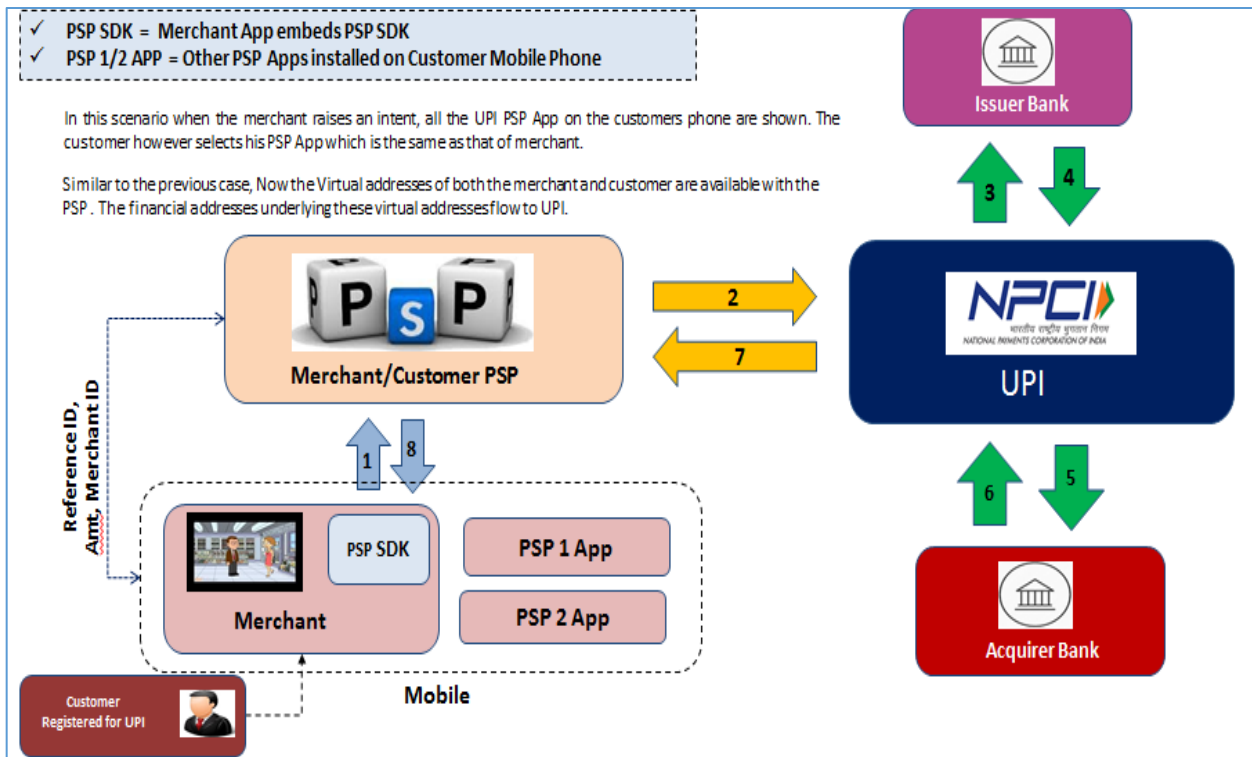 ✓ PSP SDK = Merchant App embeds PSP SDK
✓ PSP 1/2 APP = Other PSP Apps installed on Customer Mobile Phone
In this scenario when the merchant raises an intent, all the UPI PSP App on the customers phone are shown. The
customer however selects his PSP App which is the same as that of merchant.
Similar to the previous case, Now the Virtual addresses of both the merchant and customer are available with the
PSP . The financial addresses underlying these virtual addresses flow to UPI.
Issuer Bank
3
4
P
P
S
P
P
Merchant/Customer PSP
2
7
NPCI
भारतीय राष्ट्रीय भुगतान निगम
NATIONAL PAYMENTS CORPORATION OF INDIA
UPI
Reference ID,
Amt, Merchant ID
1
8
6
5
PSP SDK
Merchant
PSP 1 App
PSP 2 App
Acquirer Bank
Mobile
Customer
Registered for UPI